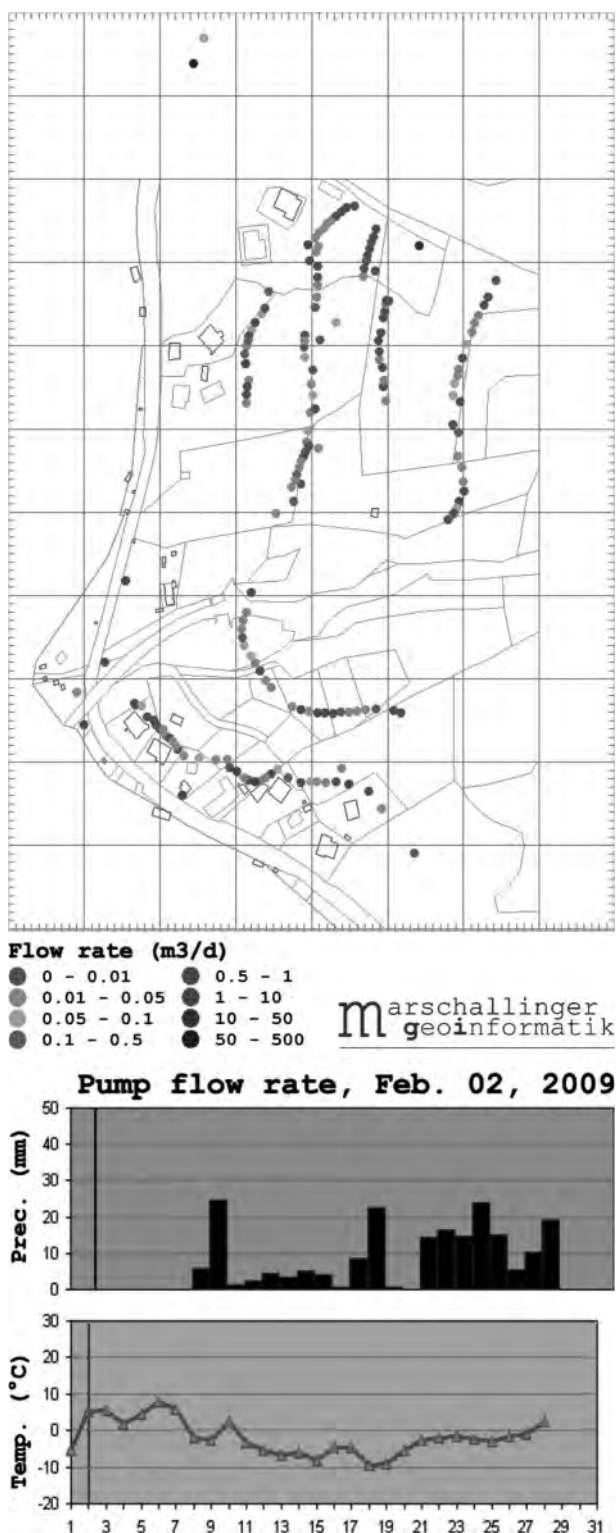 Flow rate (m3/d)
0 - 0.01 0.5 - 1
0.01 - 0.05 1 - 10
0.05 - 0.1 10 - 50
0.1 - 0.5 50 - 500
marschallinger
geoinformatik
Pump flow rate, Feb. 02, 2009
Prec. (mm)
50
40
30
20
10
0
Temp. (°C)
30
20
10
0
-10
-20
1 3 5 7 9 11 13 15 17 19 21 23 25 27 29 31